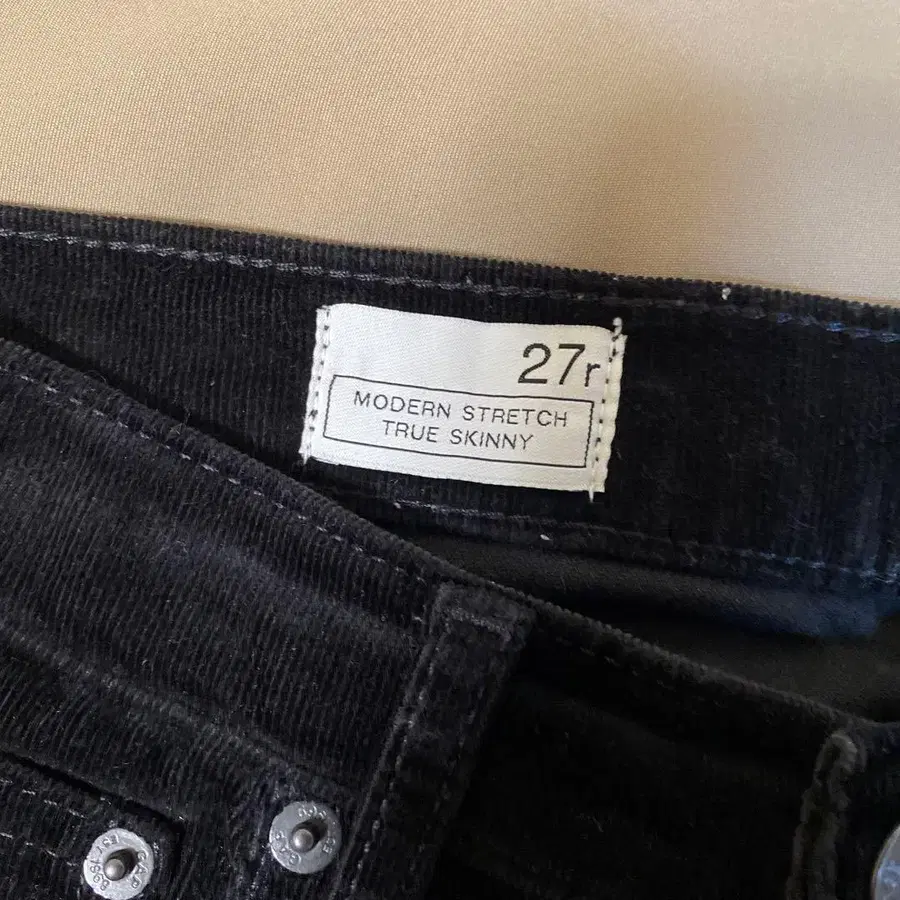 27r
MODERN STRETCH
TRUE SKINNY